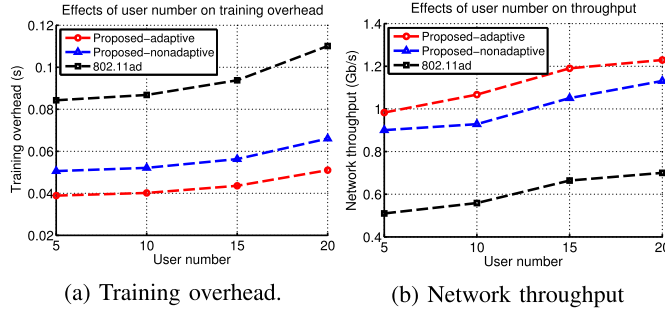 Effects of user number on training overhead
Proposed−adaptive
Proposed−nonadaptive
802.11ad
0.12
0.1
0.08
0.06
0.04
0.02
Training overhead (s)
5
10
15
20
User number
(a) Training overhead.
Effects of user number on throughput
Proposed−adaptive
Proposed−nonadaptive
802.11ad
1.4
1.2
1
0.8
0.6
0.4
Network throughput (Gb/s)
5
10
15
20
User number
(b) Network throughput